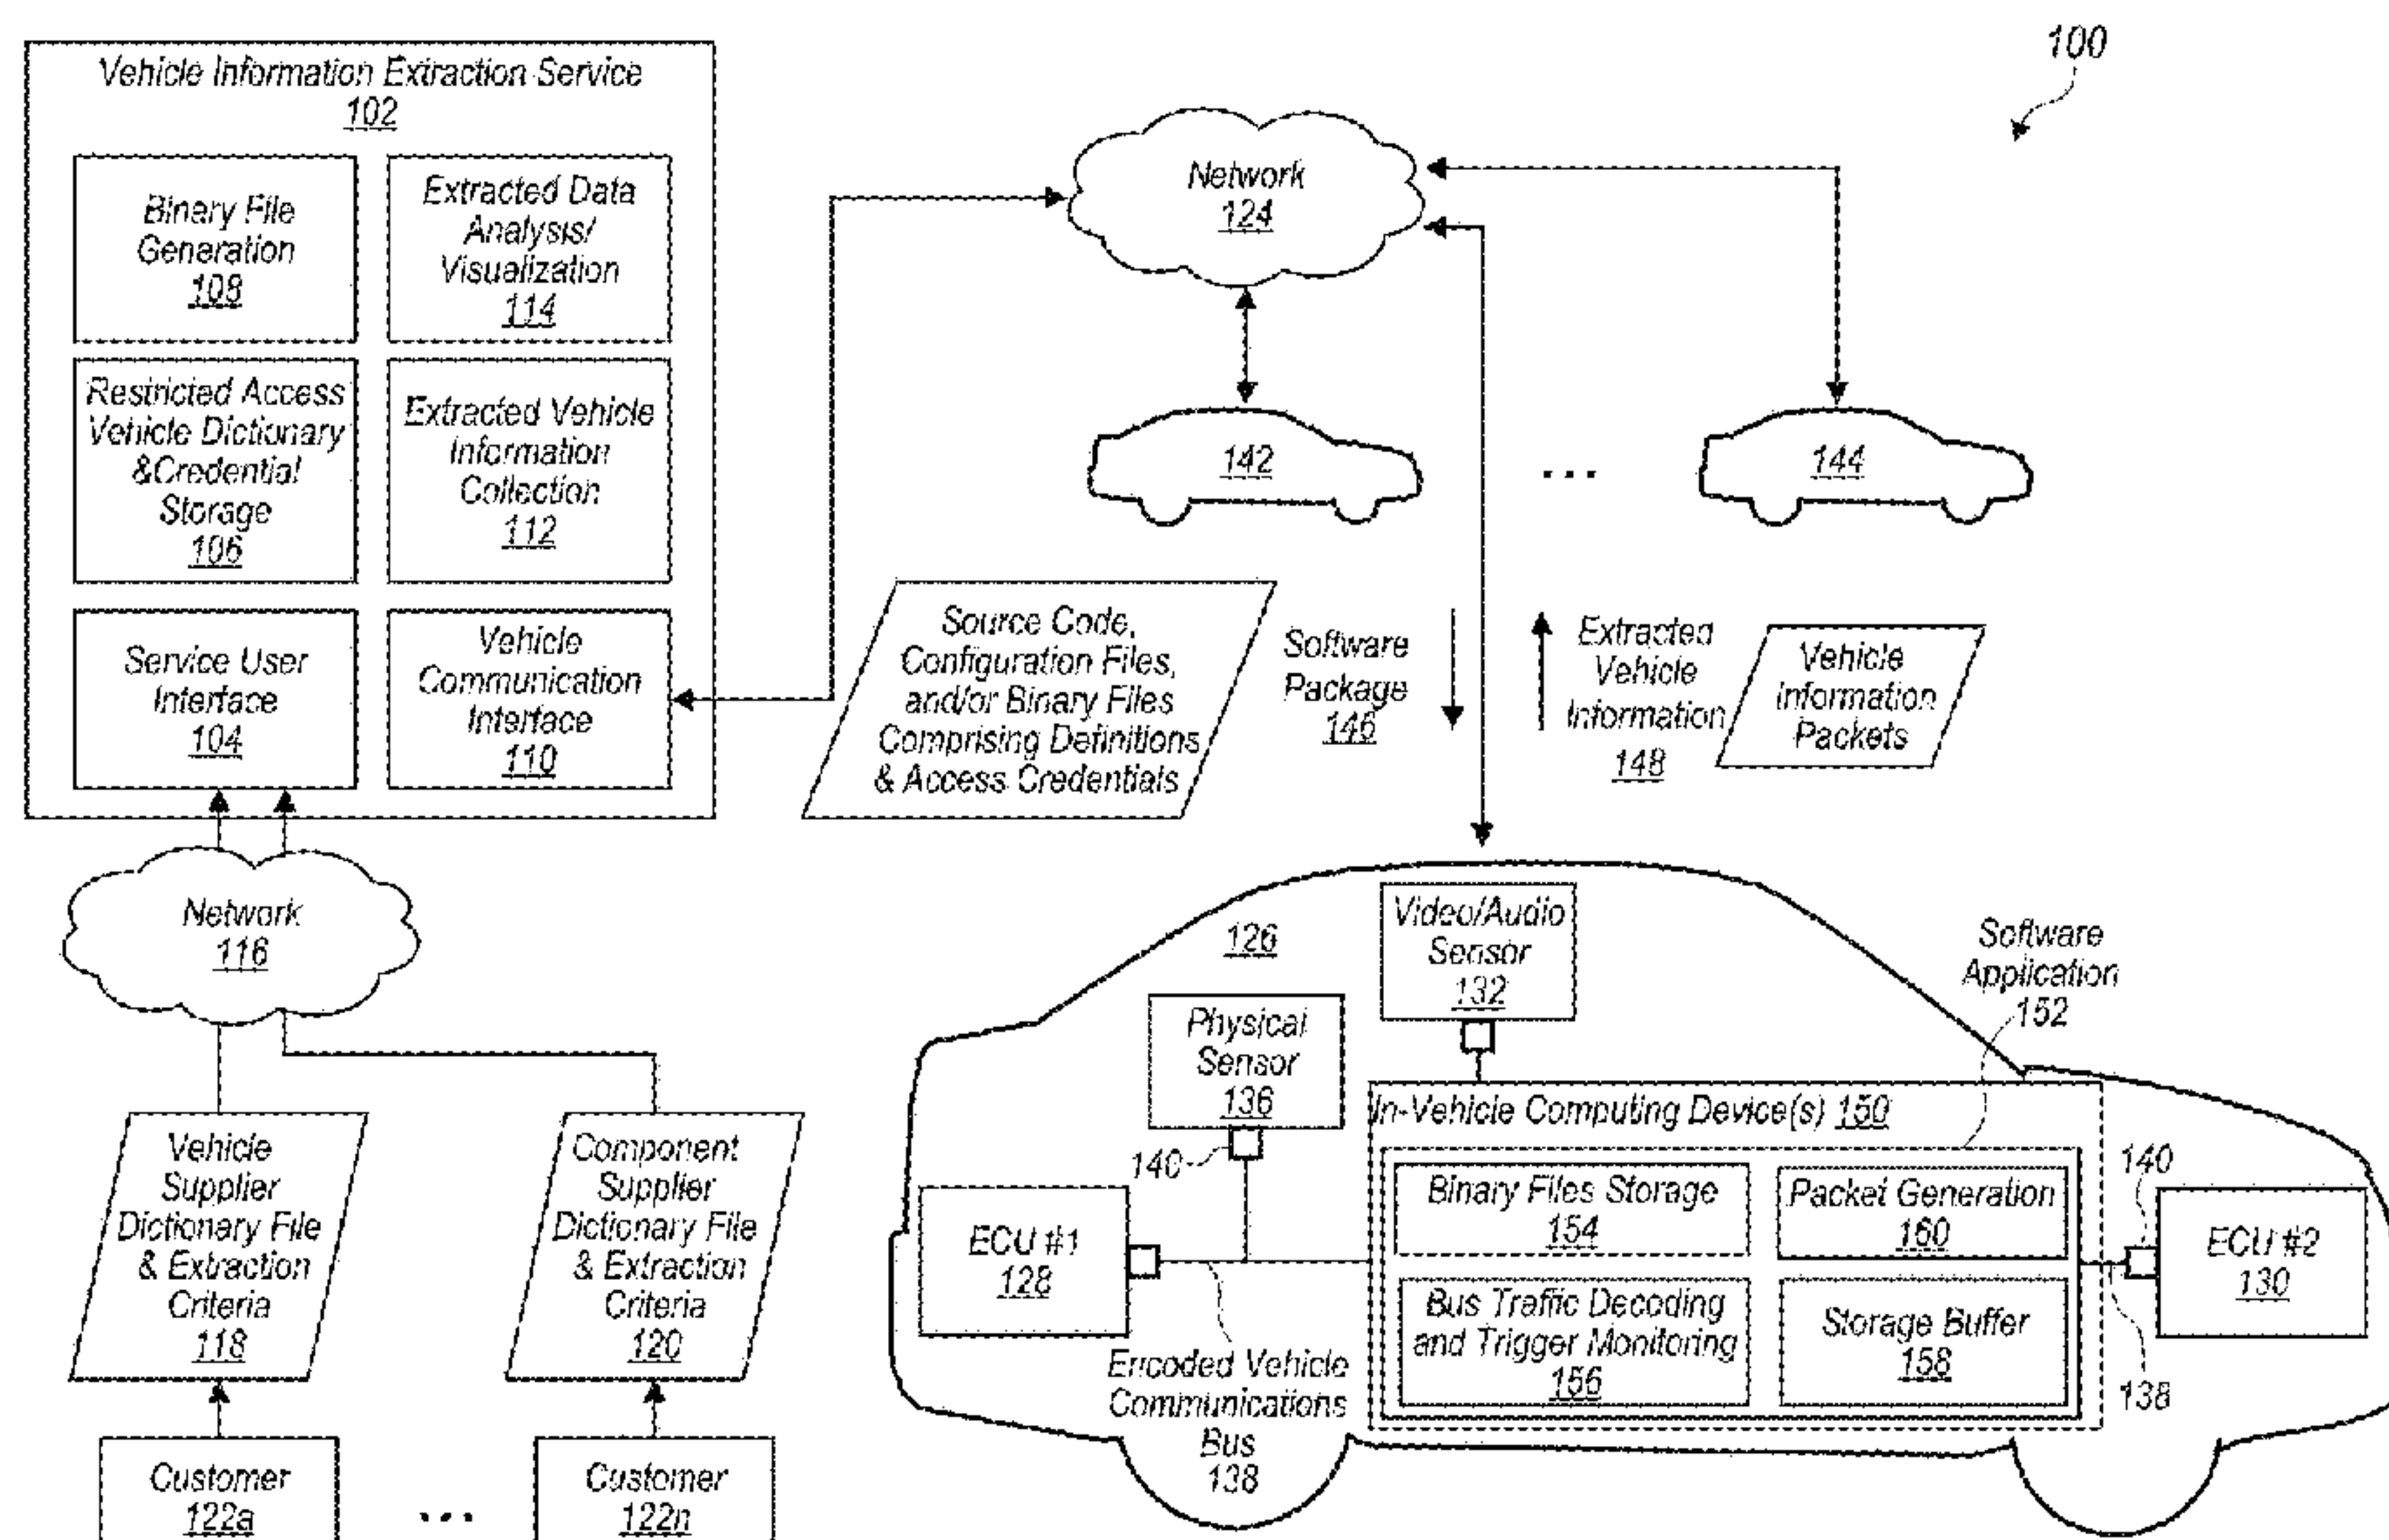 100
Vehicle Information Extraction Service
102
Binary File
Generation
108
Extracted Data
Analysis/
Visualization
114
Restricted Access
Vehicle Dictionary
&Credential
Storage
106
Extracted Vehicle
Information
Collection
112
Service User
Interface
104
Vehicle
Communication
Interface
110
Network
124
142
...
144
Source Code,
Configuration Files,
and/or Binary Files
Comprising Definitions
& Access Credentials
Software
Package
146
Extracted
Vehicle
Information
148
Vehicle
Information
Packets
Network
116
Vehicle
Supplier
Dictionary File
& Extraction
Criteria
118
Component
Supplier
Dictionary File
& Extraction
Criteria
120
Customer
122a
...
Customer
122n
126
Video/Audio
Sensor
132
Software
Application
152
Physical
Sensor
136
140
In-Vehicle Computing Device(s) 150
Binary Files Storage
154
Packet Generation
160
Bus Traffic Decoding
and Trigger Monitoring
156
Storage Buffer
158
ECU #1
128
Encoded Vehicle
Communications
Bus
138
140
ECU #2
130
138